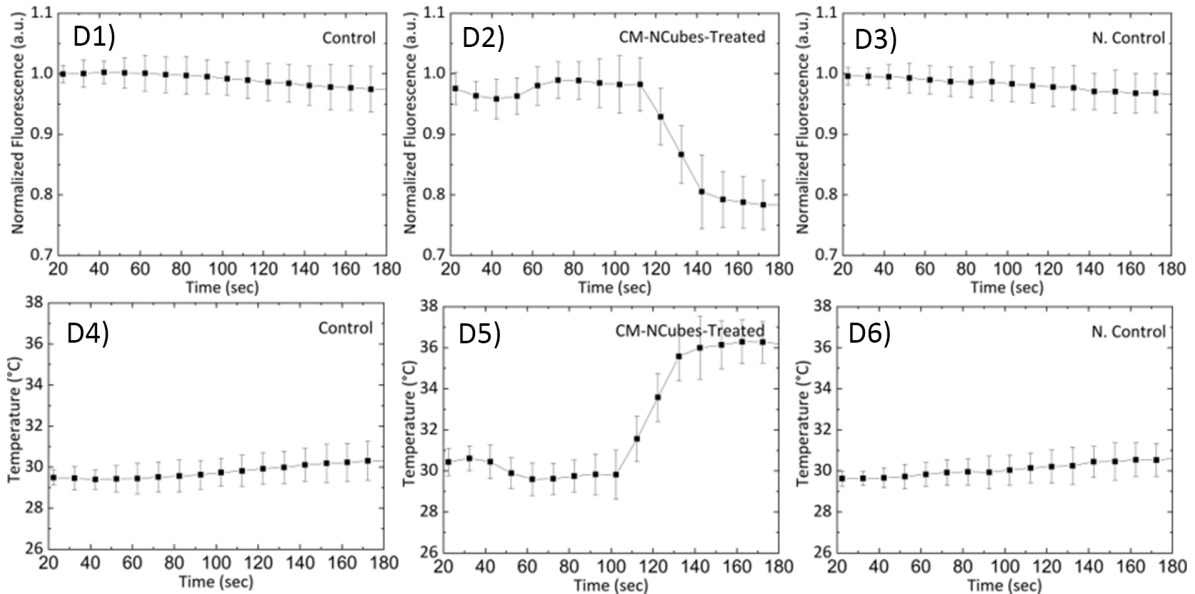 D1) Control
Normalized Fluorescence (a.u.)
1.1
1.0
0.9
0.8
0.7
20 40 60 80 100 120 140 160 180
Time (sec)
D2) CM-NCubes-Treated
Normalized Fluorescence (a.u.)
1.1
1.0
0.9
0.8
0.7
20 40 60 80 100 120 140 160 180
Time (sec)
D3) N. Control
Normalized Fluorescence (a.u.)
1.1
1.0
0.9
0.8
0.7
20 40 60 80 100 120 140 160 180
Time (sec)
D4) Control
Temperature (°C)
38
36
34
32
30
28
26
20 40 60 80 100 120 140 160 180
Time (sec)
D5) CM-NCubes-Treated
Temperature (°C)
38
36
34
32
30
28
26
20 40 60 80 100 120 140 160 180
Time (sec)
D6) N. Control
Temperature (°C)
38
36
34
32
30
28
26
20 40 60 80 100 120 140 160 180
Time (sec)